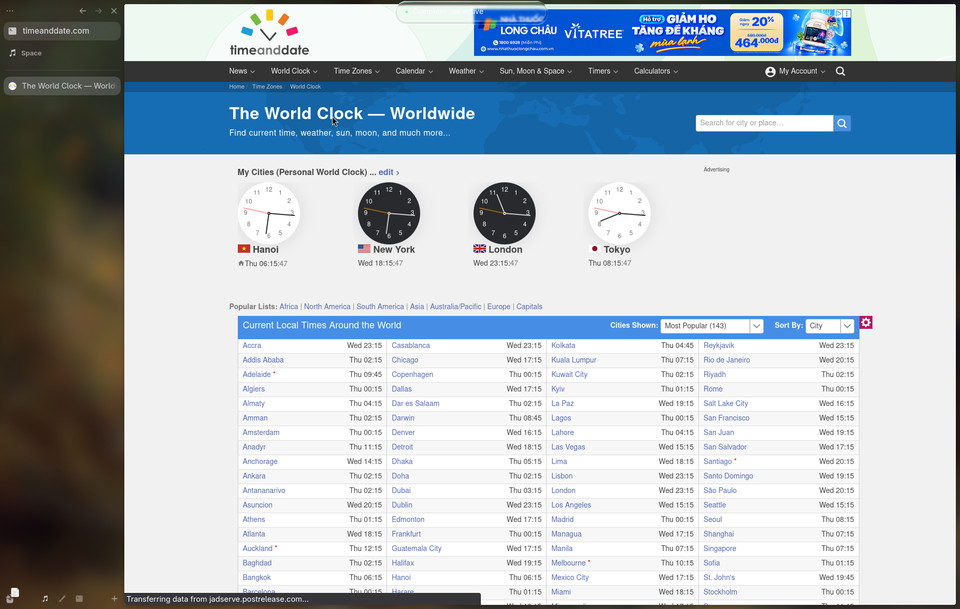 timeanddate.com
Space
The World Clock — World
timeanddate
NHÀ THUỐC
LONG CHÂU
VITATREE
Hỗ trợ
GIẢM HO
TĂNG ĐỀ KHÁNG
mùa lạnh
20%
464.000đ
News
World Clock
Time Zones
Calendar
Weather
Sun, Moon & Space
Timers
Calculators
My Account
Home Time Zones World Clock
The World Clock — Worldwide
Find current time, weather, sun, moon, and much more...
Search for city or place...
My Cities (Personal World Clock) ... edit ›
Advertising
Hanoi
Thu 06:15:47
New York
Wed 18:15:47
London
Wed 23:15:47
Tokyo
Thu 08:15:47
Popular Lists: Africa | North America | South America | Asia | Australia/Pacific | Europe | Capitals
Current Local Times Around the World
Cities Shown: Most Popular (143)
Sort By: City
Accra Wed 23:15 Casablanca Wed 23:15 Kolkata Thu 04:45 Reykjavik Wed 23:15
Addis Ababa Thu 02:15 Chicago Wed 17:15 Kuala Lumpur Thu 07:15 Rio de Janeiro Wed 20:15
Adelaide * Thu 09:45 Copenhagen Thu 00:15 Kuwait City Thu 02:15 Riyadh Thu 02:15
Algiers Thu 00:15 Dallas Wed 17:15 Kyiv Thu 01:15 Rome Thu 00:15
Almaty Thu 04:15 Dar es Salaam Thu 02:15 La Paz Wed 19:15 Salt Lake City Wed 16:15
Amman Thu 02:15 Darwin Thu 08:45 Lagos Thu 00:15 San Francisco Wed 15:15
Amsterdam Thu 00:15 Denver Wed 16:15 Lahore Thu 04:15 San Juan Wed 19:15
Anadyr Thu 11:15 Detroit Wed 18:15 Las Vegas Wed 15:15 San Salvador Wed 17:15
Anchorage Wed 14:15 Dhaka Thu 05:15 Lima Wed 18:15 Santiago * Wed 20:15
Ankara Thu 02:15 Doha Thu 02:15 Lisbon Wed 23:15 Santo Domingo Wed 19:15
Antananarivo Thu 02:15 Dubai Thu 03:15 London Wed 23:15 São Paulo Wed 20:15
Asuncion Wed 20:15 Dublin Wed 23:15 Los Angeles Wed 15:15 Seattle Wed 15:15
Athens Thu 01:15 Edmonton Wed 17:15 Madrid Thu 00:15 Seoul Thu 08:15
Atlanta Wed 18:15 Frankfurt Thu 00:15 Managua Wed 17:15 Shanghai Thu 07:15
Auckland * Thu 12:15 Guatemala City Wed 17:15 Manila Thu 07:15 Singapore Thu 07:15
Baghdad Thu 02:15 Halifax Wed 19:15 Melbourne * Thu 10:15 Sofia Thu 01:15
Bangkok Thu 06:15 Hanoi Thu 06:15 Mexico City Wed 17:15 St. John's Wed 19:45
Barcelona Thu 00:15 Harare Thu 01:15 Miami Wed 18:15 Stockholm Thu 00:15
Transferring data from jadserve.postrelease.com...